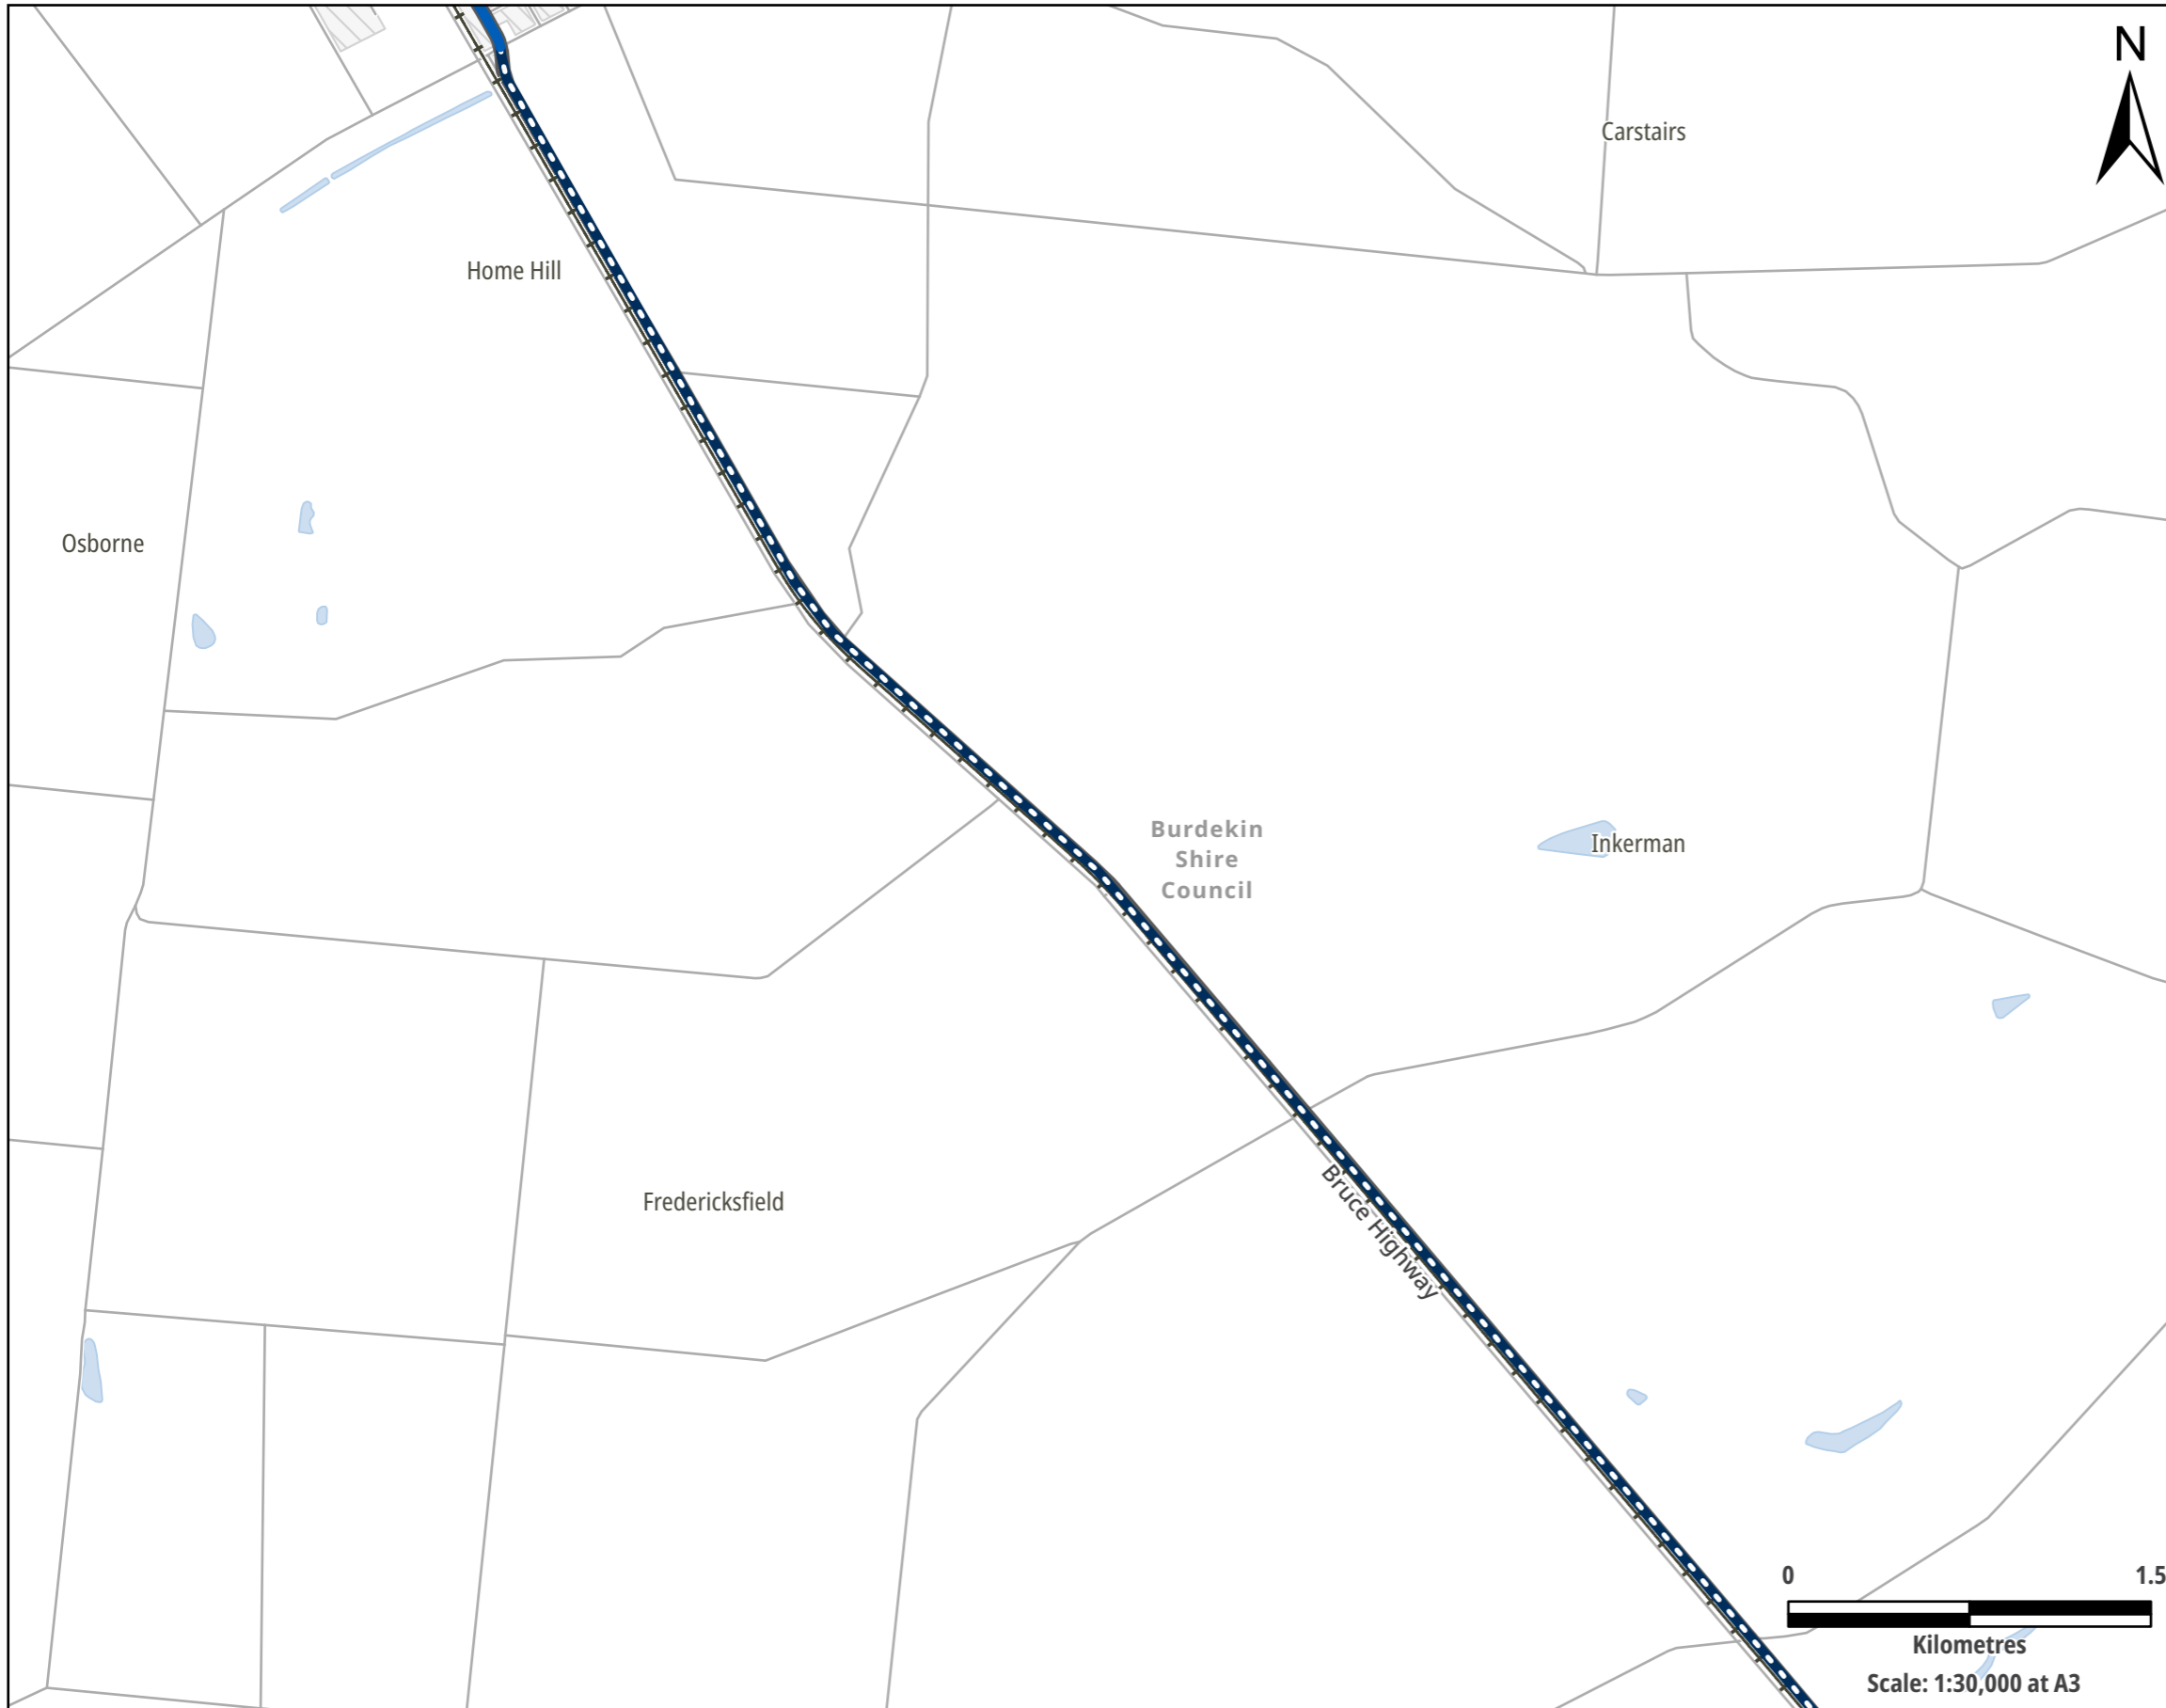 N
Carstairs
Home Hill
Osborne
Burdekin
Shire
Council
Inkerman
Fredericksfield
Bruce Highway
0 1.5
Kilometres
Scale: 1:30,000 at A3